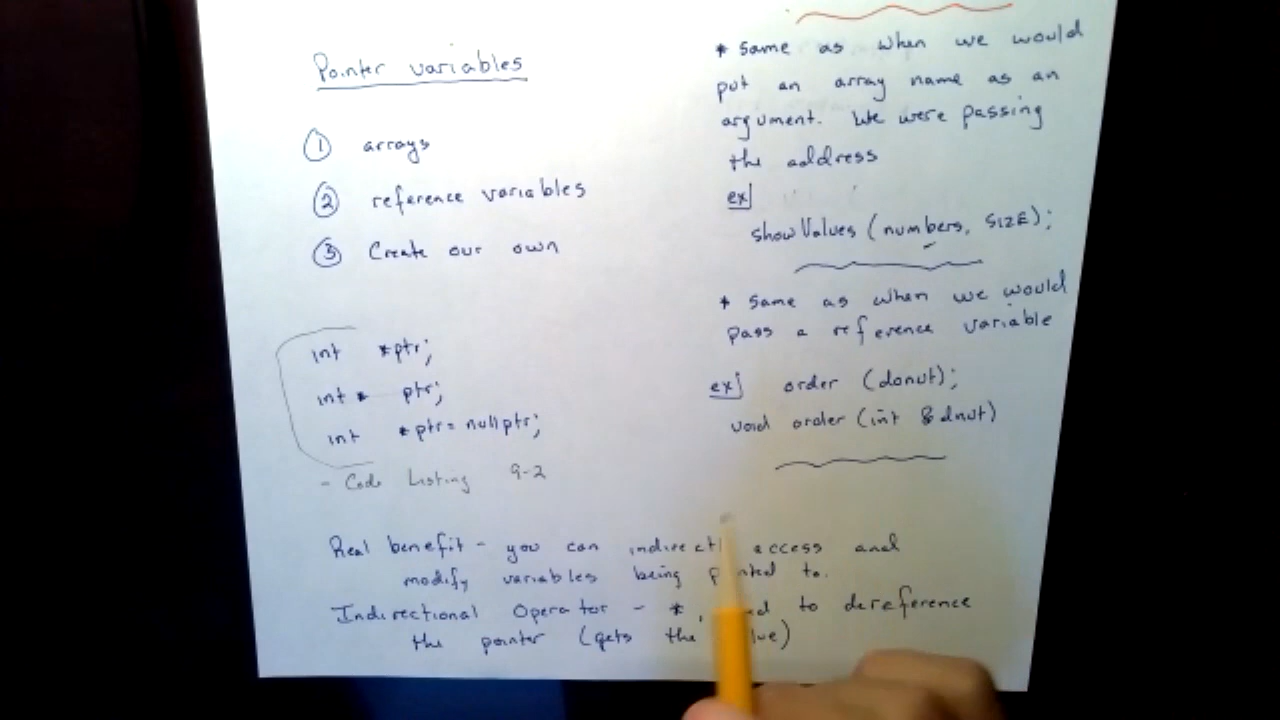 Pointer variables
① arrays
② reference variables
③ Create our own
int *ptr;
int* ptr;
int *ptr = nullptr;
- Code Listing 9-2
Real benefit - you can access and
modify variables being to.
Indirectional Operator - *, to dereference
the pointer (gets the
* Same as when we would
put an array name as an
argument. We were passing
the address
ex]
showValues (numbers, SIZE);
* Same as when we would
pass a reference variable
ex] order (donut);
void order (int & dnut)